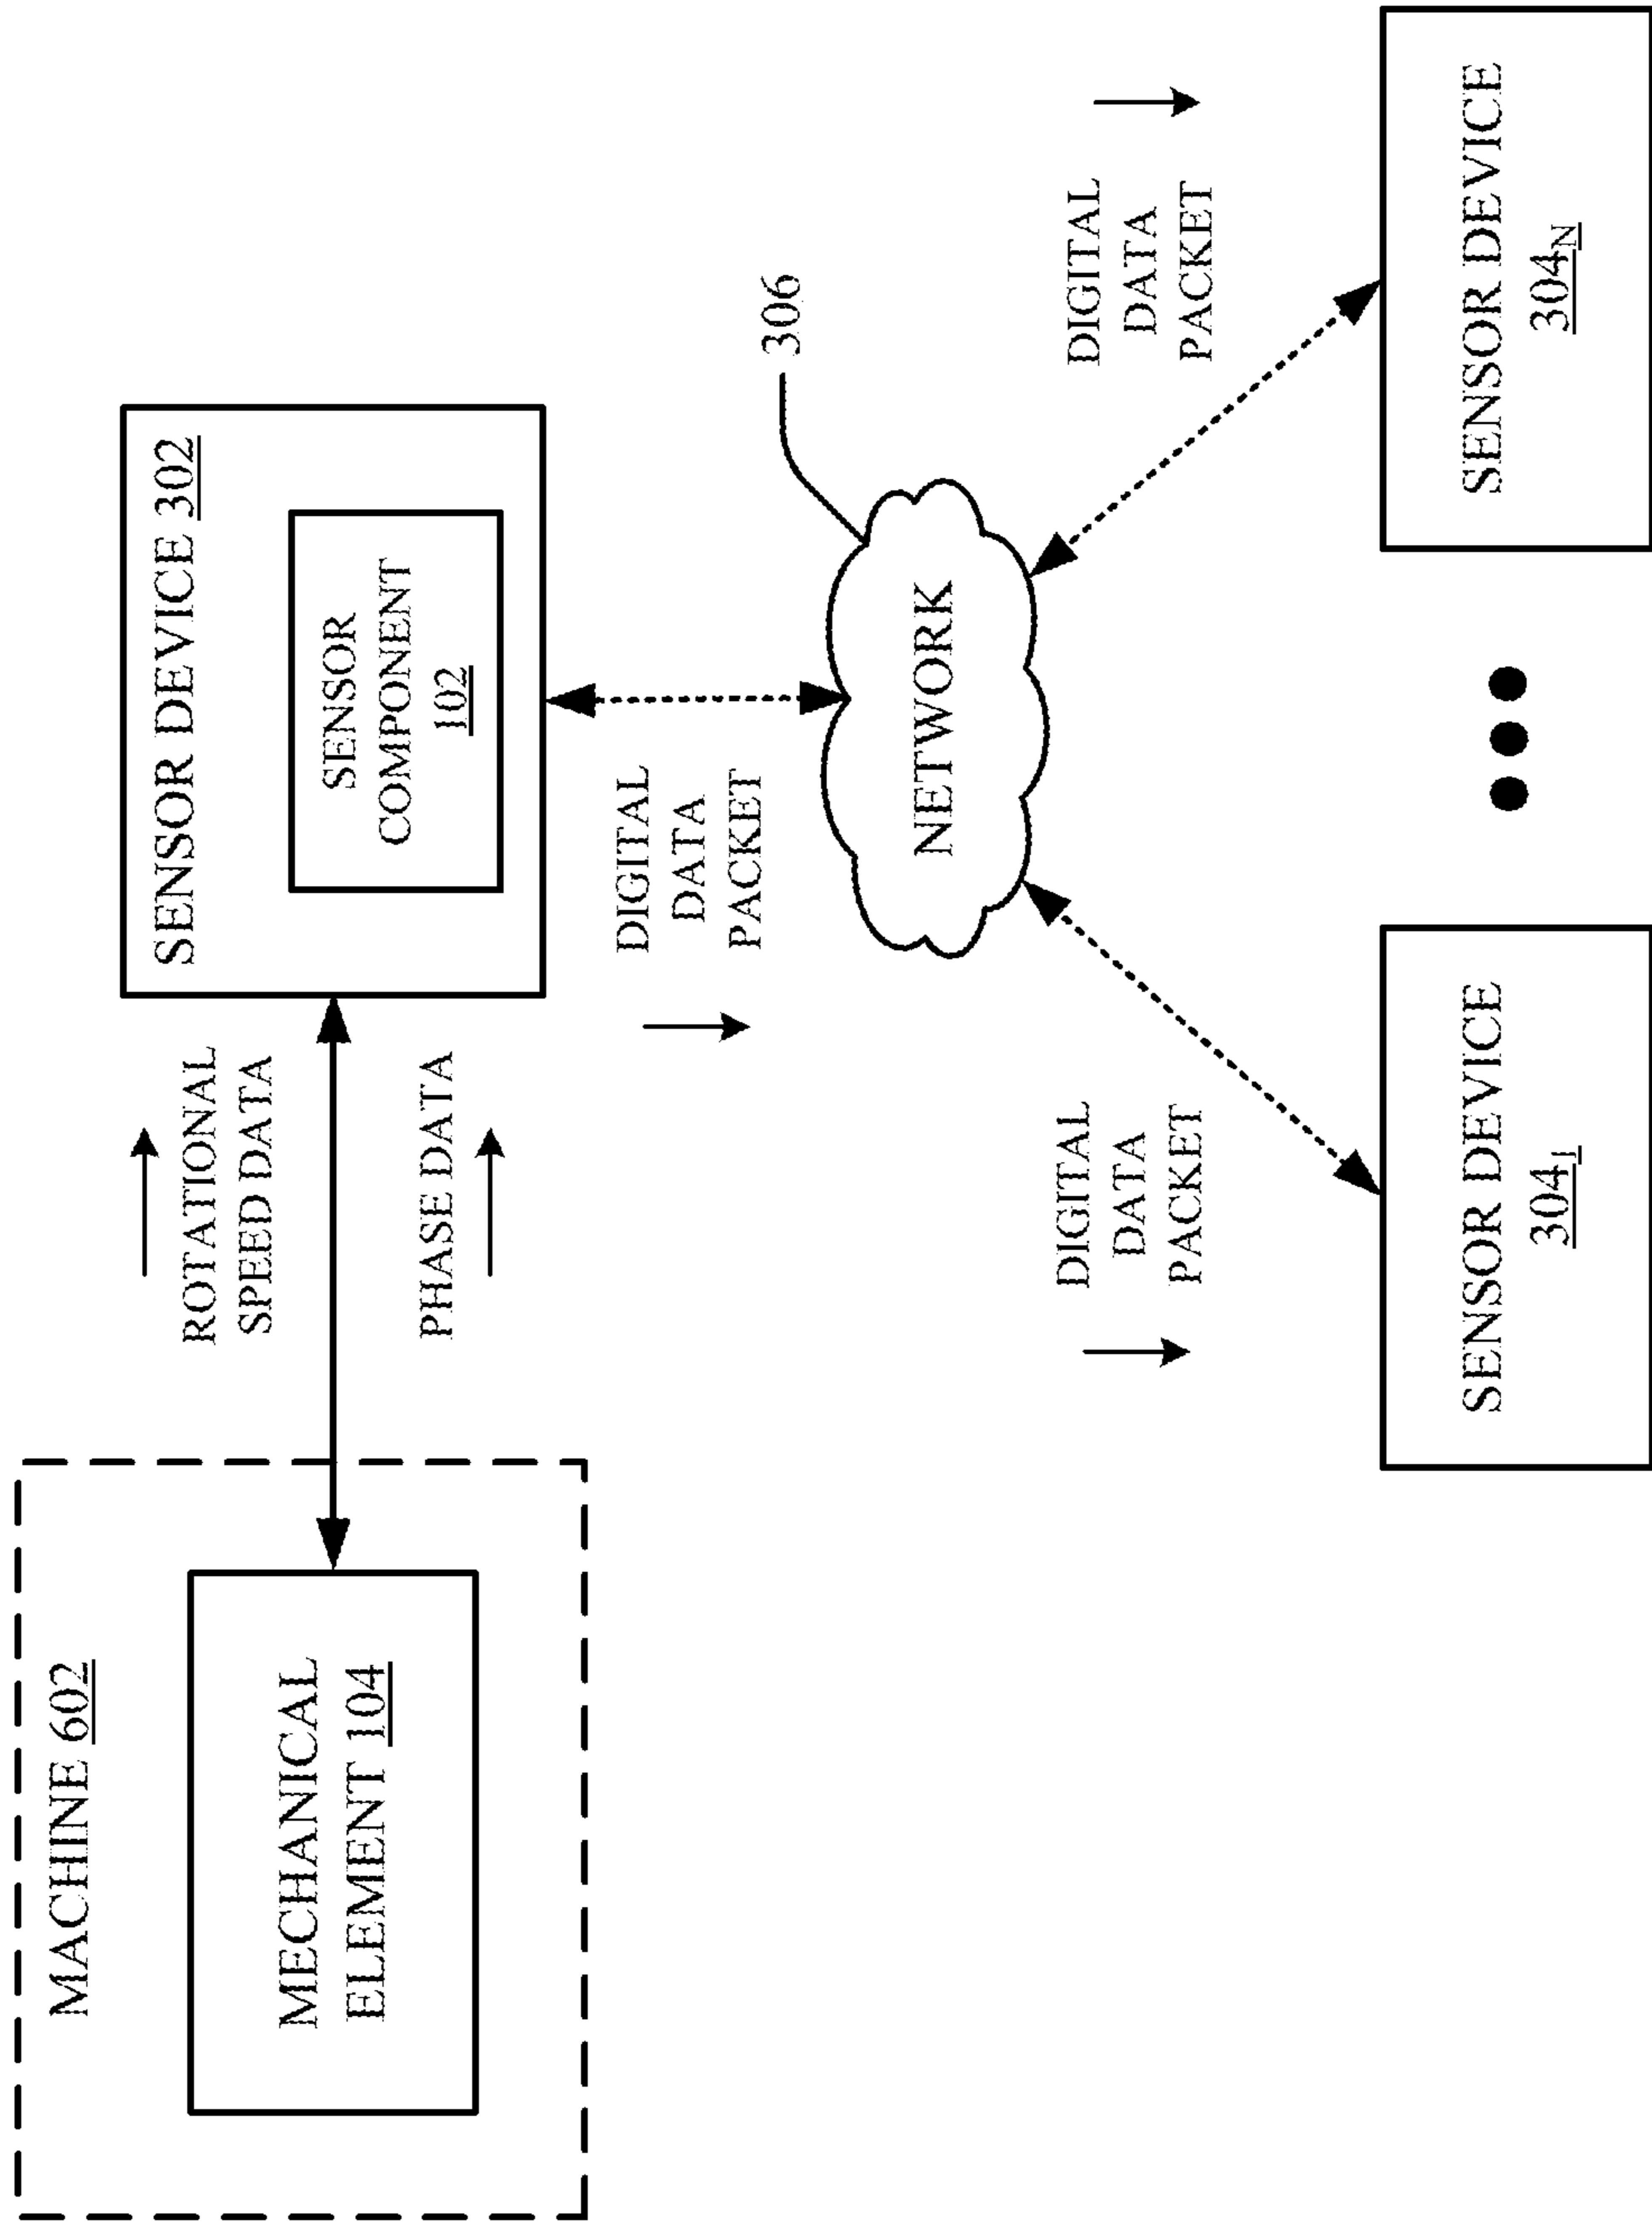 MACHINE 602
MECHANICAL
ELEMENT 104
ROTATIONAL
SPEED DATA
PHASE DATA
SENSOR DEVICE 302
SENSOR
COMPONENT
102
DIGITAL
DATA
PACKET
306
NETWORK
DIGITAL
DATA
PACKET
DIGITAL
DATA
PACKET
SENSOR DEVICE
304₁
SENSOR DEVICE
304N